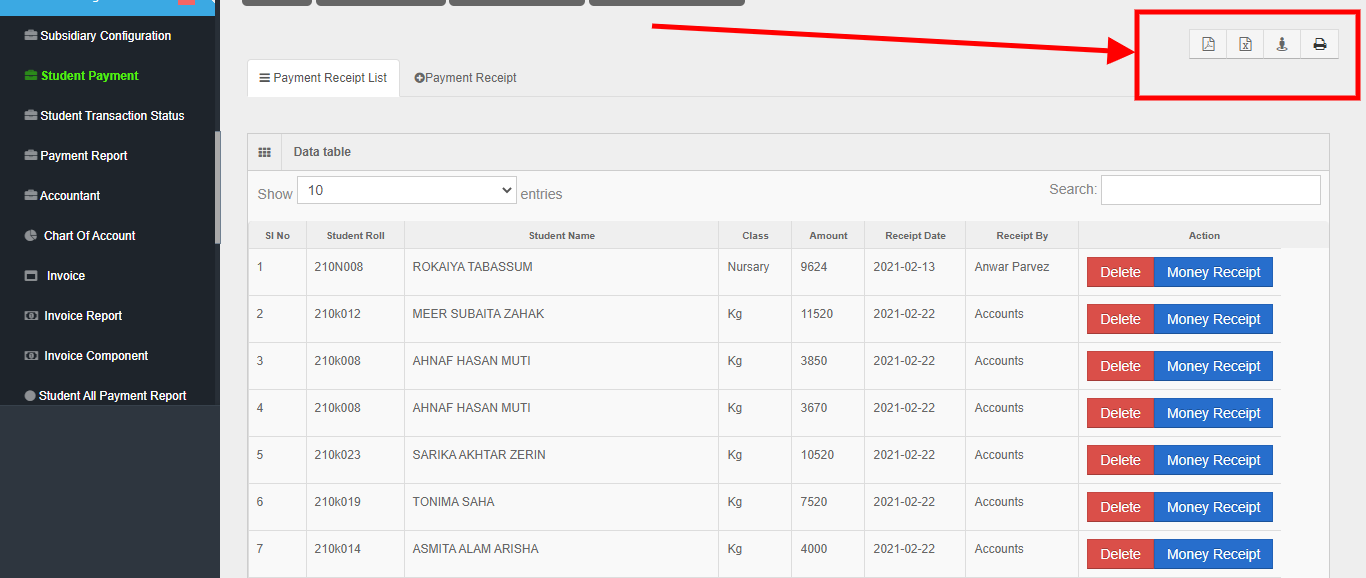 Subsidiary Configuration
Student Payment
Student Transaction Status
Payment Report
Accountant
Chart Of Account
Invoice
Invoice Report
Invoice Component
Student All Payment Report
Payment Receipt List Payment Receipt
Data table
Show 10 entries Search:
Sl No Student Roll Student Name Class Amount Receipt Date Receipt By Action
1 210N008 ROKAIYA TABASSUM Nursary 9624 2021-02-13 Anwar Parvez Delete Money Receipt
2 210k012 MEER SUBAITA ZAHAK Kg 11520 2021-02-22 Accounts Delete Money Receipt
3 210k008 AHNAF HASAN MUTI Kg 3850 2021-02-22 Accounts Delete Money Receipt
4 210k008 AHNAF HASAN MUTI Kg 3670 2021-02-22 Accounts Delete Money Receipt
5 210k023 SARIKA AKHTAR ZERIN Kg 10520 2021-02-22 Accounts Delete Money Receipt
6 210k019 TONIMA SAHA Kg 7520 2021-02-22 Accounts Delete Money Receipt
7 210k014 ASMITA ALAM ARISHA Kg 4000 2021-02-22 Accounts Delete Money Receipt